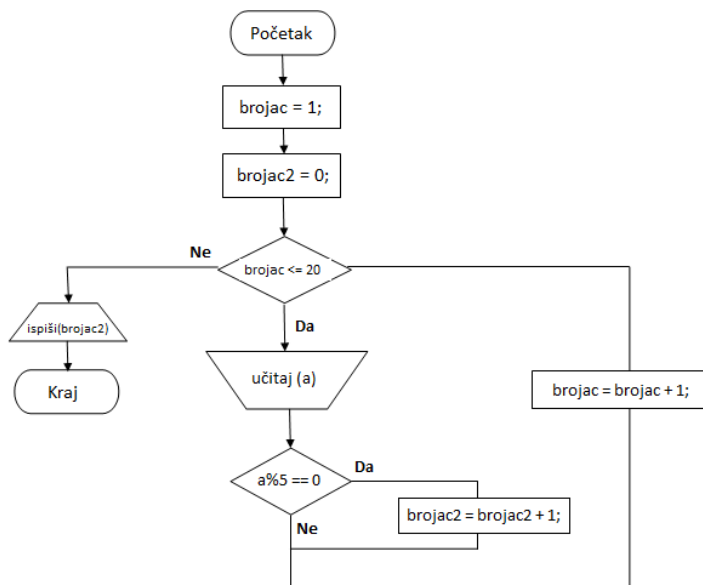 Početak
brojac = 1;
brojac2 = 0;
Ne
brojac <= 20
ispiši(brojac2)
Da
Kraj
učitaj (a)
brojac = brojac + 1;
a%5 == 0
Da
brojac2 = brojac2 + 1;
Ne